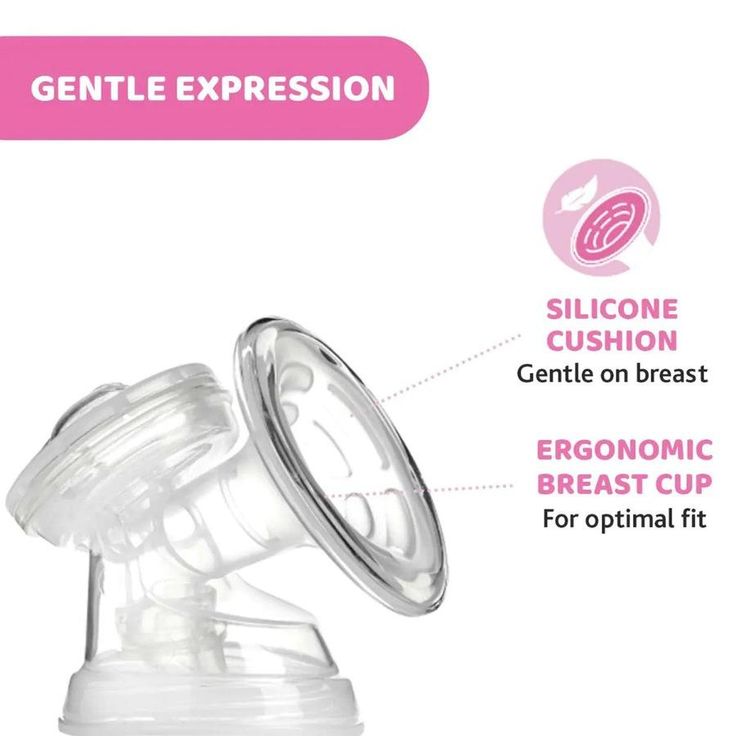 GENTLE EXPRESSION
SILICONE
CUSHION
Gentle on breast
ERGONOMIC
BREAST CUP
For optimal fit